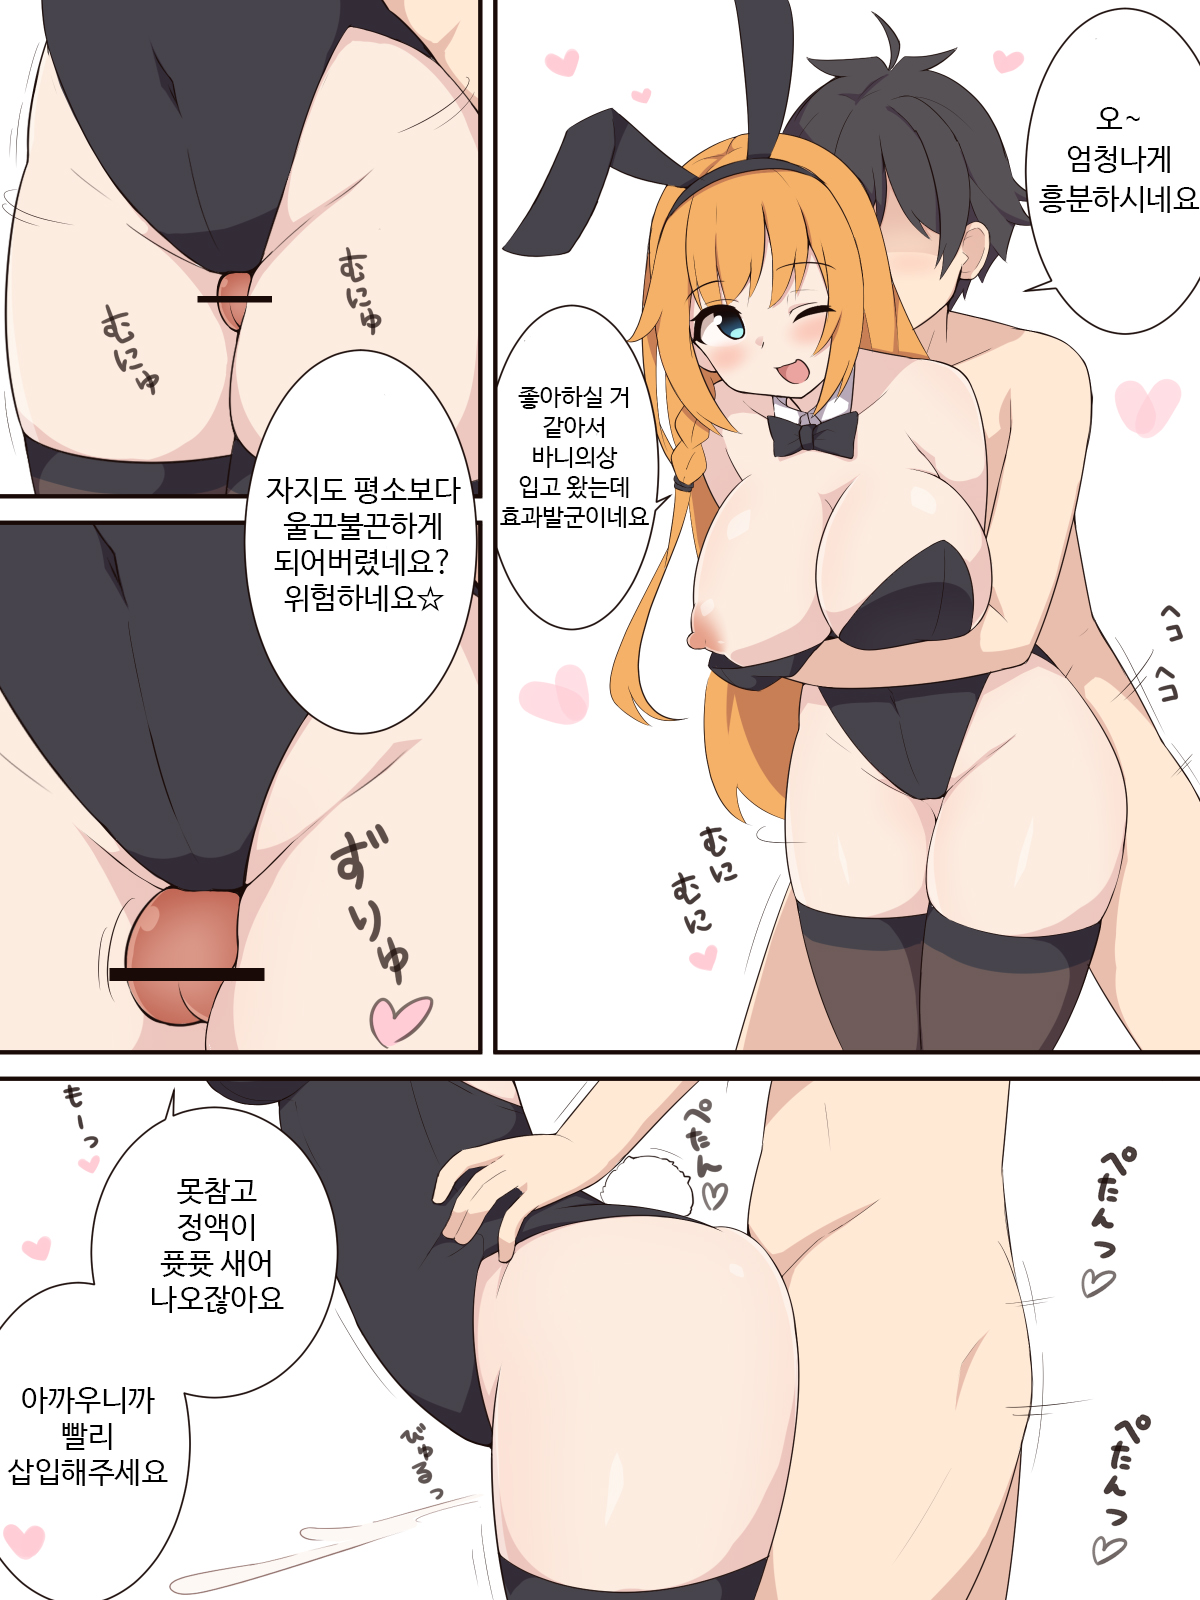 오~
엄청나게
흥분하시네요
좋아하실 거
같아서
바니의상
입고 왔는데
효과발군이네요
ヘコ
ヘコ
むに
むに
むにゅ
むにゅ
자지도 평소보다
울끈불끈하게
되어버렸네요?
위험하네요☆
ずりゅ
もーっ
못참고
정액이
퓻퓻 새어
나오잖아요
아까우니까
빨리
삽입해주세요
ぺたん♡
ぺたんっ♡
ぺたんっ♡
びゅるっ